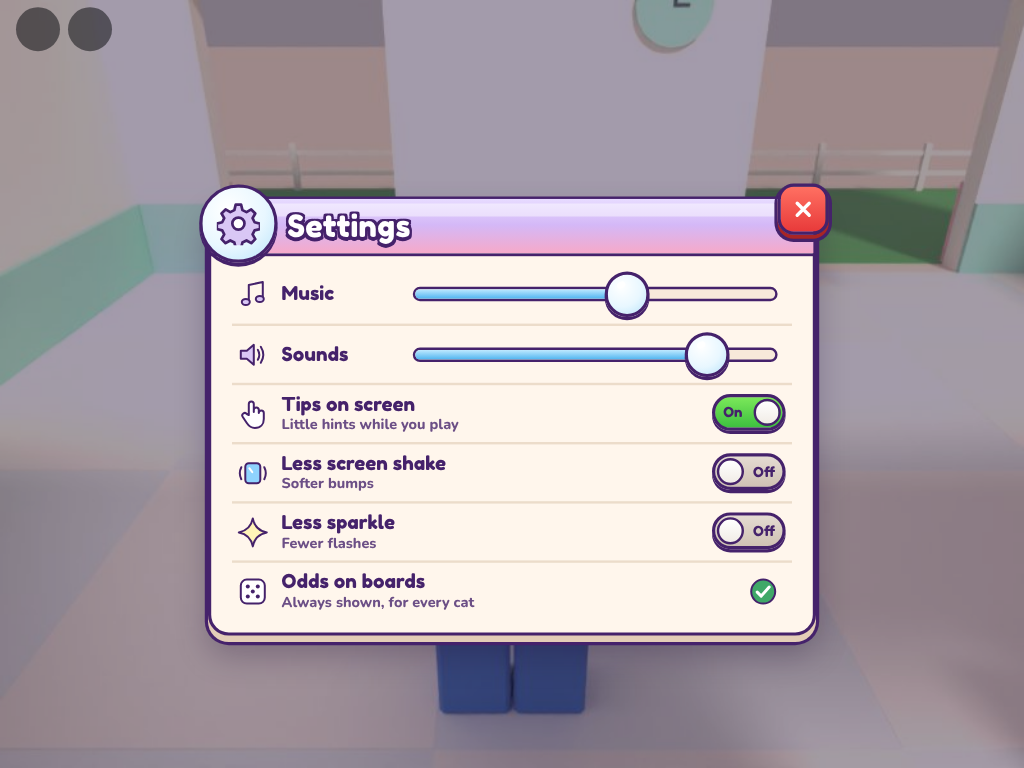 Settings
Music
Sounds
Tips on screen
Little hints while you play
On
Less screen shake
Softer bumps
Off
Less sparkle
Fewer flashes
Off
Odds on boards
Always shown, for every cat